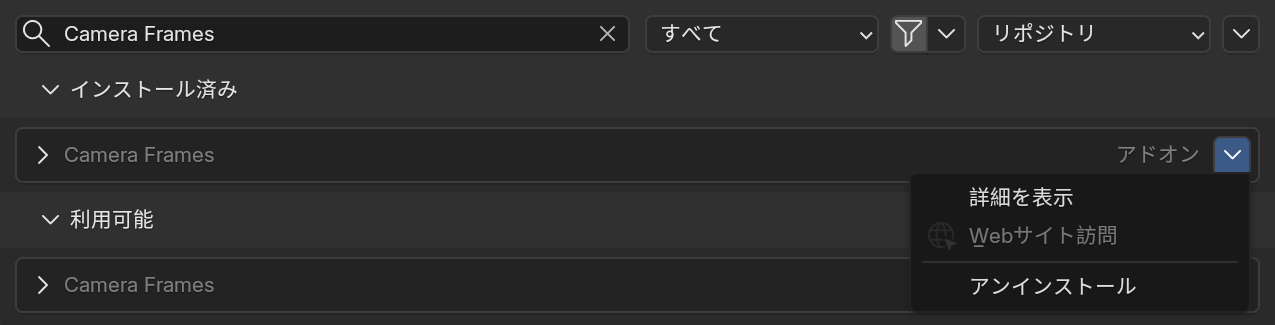 Camera Frames すべて リポジトリ
インストール済み
Camera Frames アドオン
詳細を表示
利用可能
Webサイト訪問
Camera Frames
アンインストール